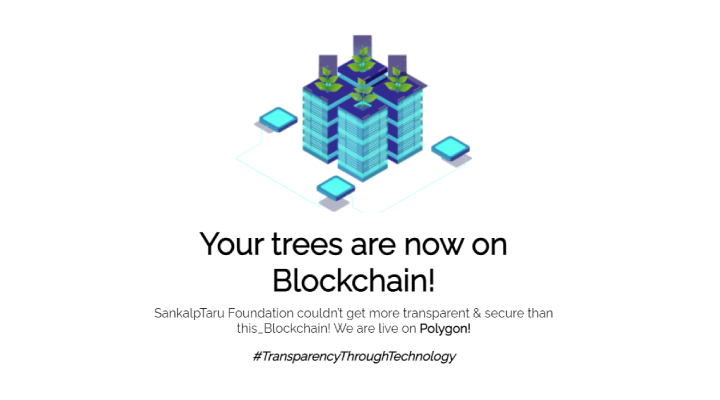 Your trees are now on
Blockchain!
SankalpTaru Foundation couldn't get more transparent & secure than
this_Blockchain! We are live on Polygon!
#TransparencyThroughTechnology